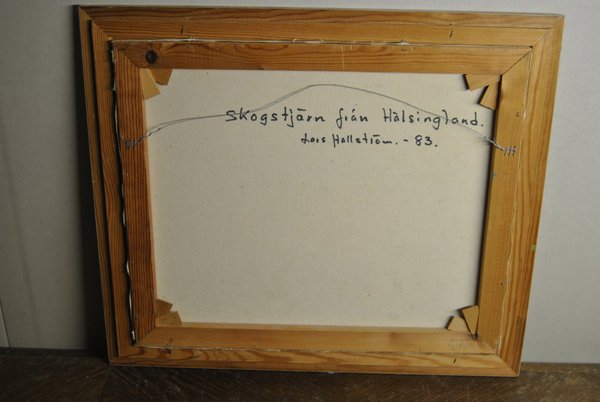 Skogstjärn från Hälsingland.
Lars Hallström. - 83.